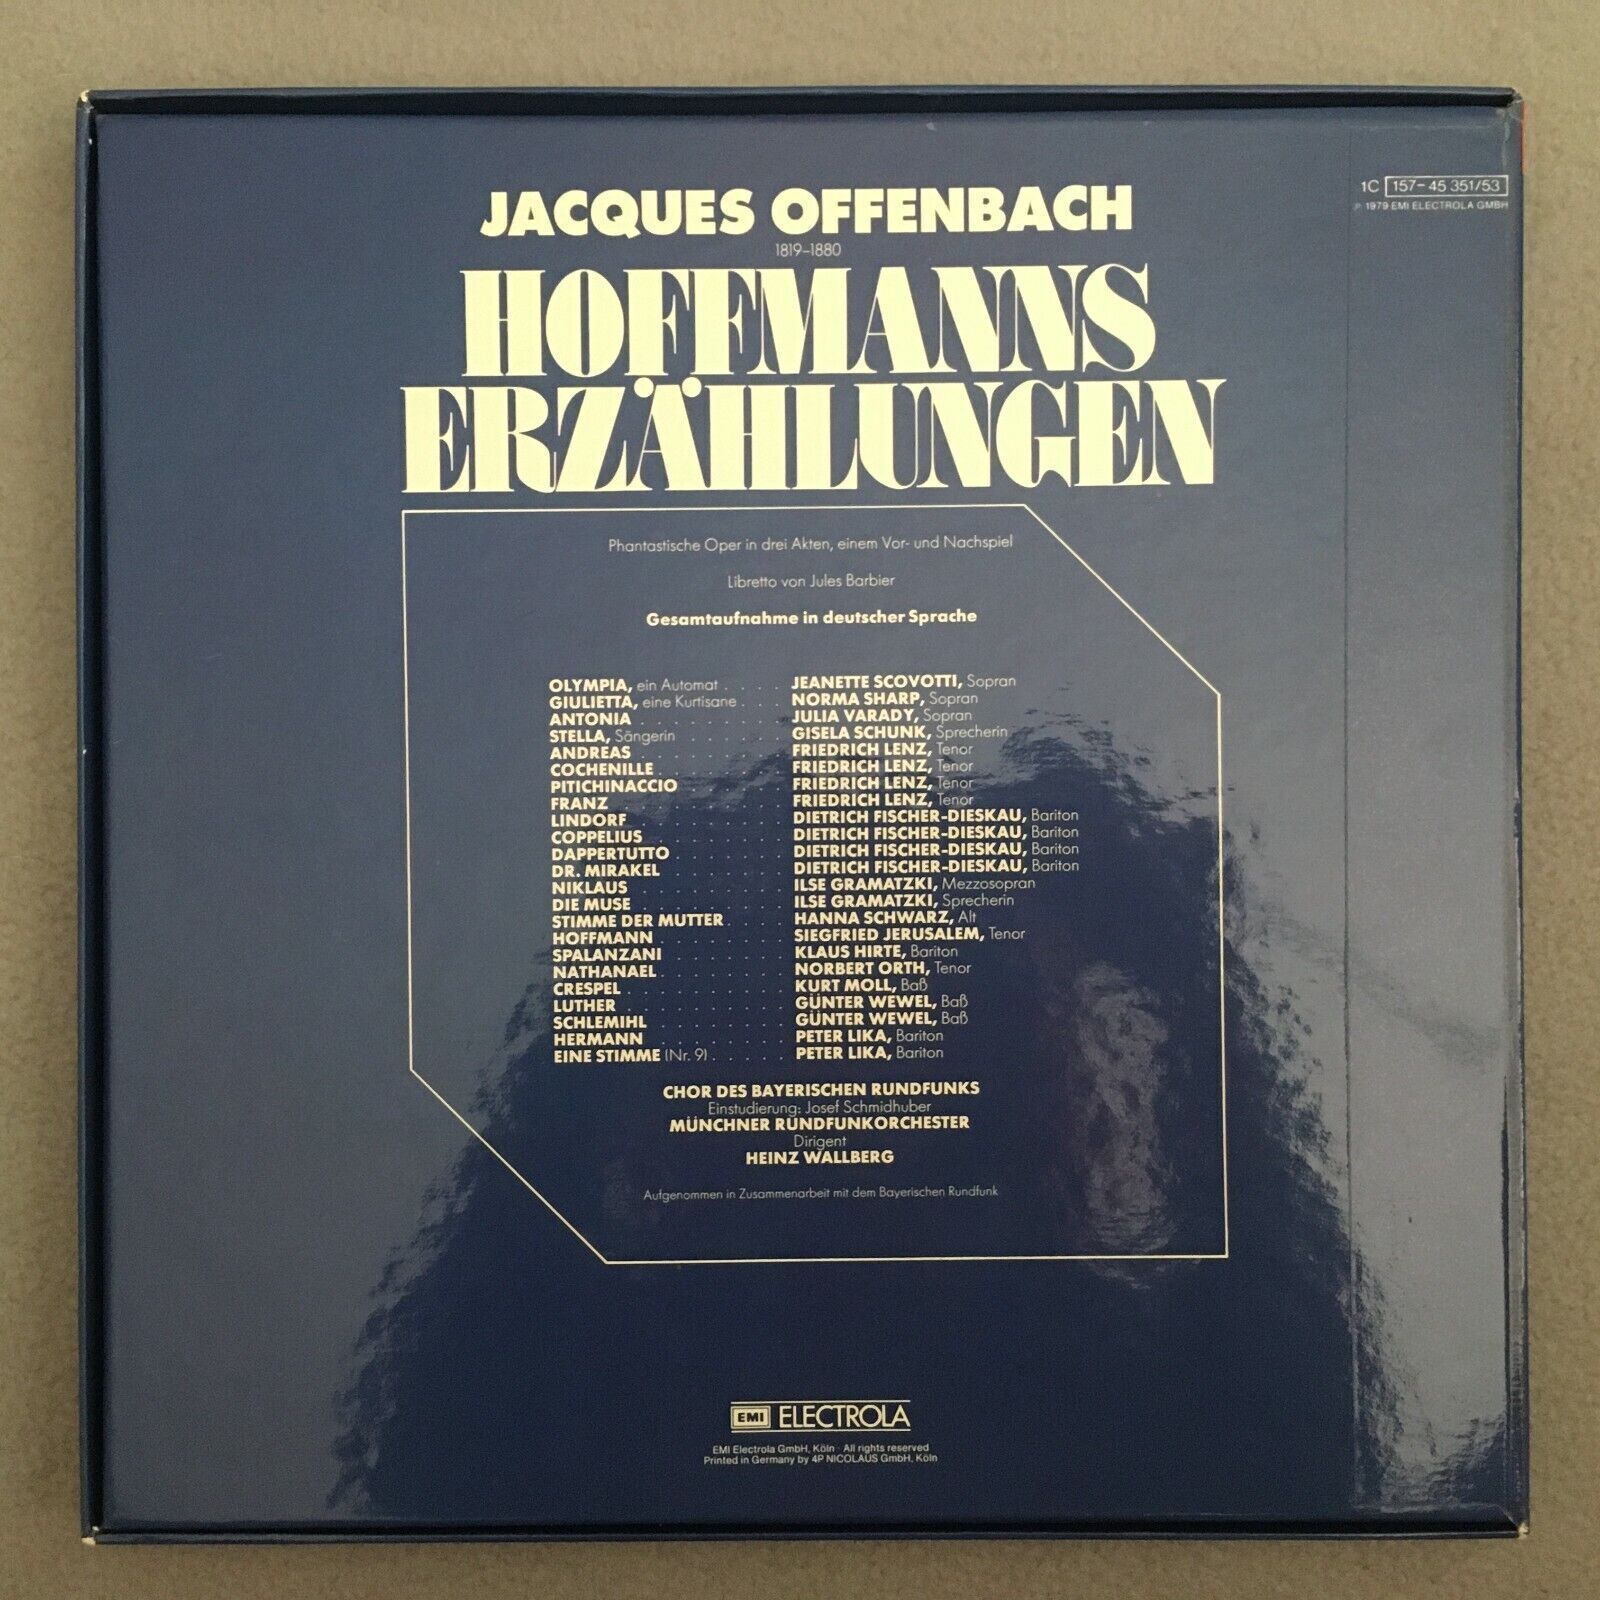 JACQUES OFFENBACH
1819–1880
HOFFMANNS
ERZÄHLUNGEN
1C 157– 45 351/53
℗ 1979 EMI ELECTROLA GMBH
Phantastische Oper in drei Akten, einem Vor- und Nachspiel
Libretto von Jules Barbier
Gesamtaufnahme in deutscher Sprache
OLYMPIA, ein Automat . . . . JEANETTE SCOVOTTI, Sopran
GIULIETTA, eine Kurtisane . . . . NORMA SHARP, Sopran
ANTONIA . . . . . . . . . JULIA VARADY, Sopran
STELLA, Sängerin . . . . . . . GISELA SCHUNK, Sprecherin
ANDREAS . . . . . . . . . FRIEDRICH LENZ, Tenor
COCHENILLE . . . . . . . . FRIEDRICH LENZ, Tenor
PITICHINACCIO . . . . . . . FRIEDRICH LENZ, Tenor
FRANZ . . . . . . . . . . FRIEDRICH LENZ, Tenor
LINDORF . . . . . . . . . DIETRICH FISCHER-DIESKAU, Bariton
COPPELIUS . . . . . . . . DIETRICH FISCHER-DIESKAU, Bariton
DAPPERTUTTO . . . . . . . DIETRICH FISCHER-DIESKAU, Bariton
DR. MIRAKEL . . . . . . . . DIETRICH FISCHER-DIESKAU, Bariton
NIKLAUS . . . . . . . . . ILSE GRAMATZKI, Mezzosopran
DIE MUSE . . . . . . . . . ILSE GRAMATZKI, Sprecherin
STIMME DER MUTTER . . . . HANNA SCHWARZ, Alt
HOFFMANN . . . . . . . . SIEGFRIED JERUSALEM, Tenor
SPALANZANI . . . . . . . . KLAUS HIRTE, Bariton
NATHANAEL . . . . . . . . NORBERT ORTH, Tenor
CRESPEL . . . . . . . . . KURT MOLL, Baß
LUTHER . . . . . . . . . . GÜNTER WEWEL, Baß
SCHLEMIHL . . . . . . . . GÜNTER WEWEL, Baß
HERMANN . . . . . . . . . PETER LIKA, Bariton
EINE STIMME (Nr. 9) . . . . . PETER LIKA, Bariton
CHOR DES BAYERISCHEN RUNDFUNKS
Einstudierung: Josef Schmidhuber
MÜNCHNER RUNDFUNKORCHESTER
Dirigent
HEINZ WALLBERG
Aufgenommen in Zusammenarbeit mit dem Bayerischen Rundfunk
EMI ELECTROLA
EMI Electrola GmbH, Köln · All rights reserved
Printed in Germany by 4P NICOLAUS GmbH, Köln